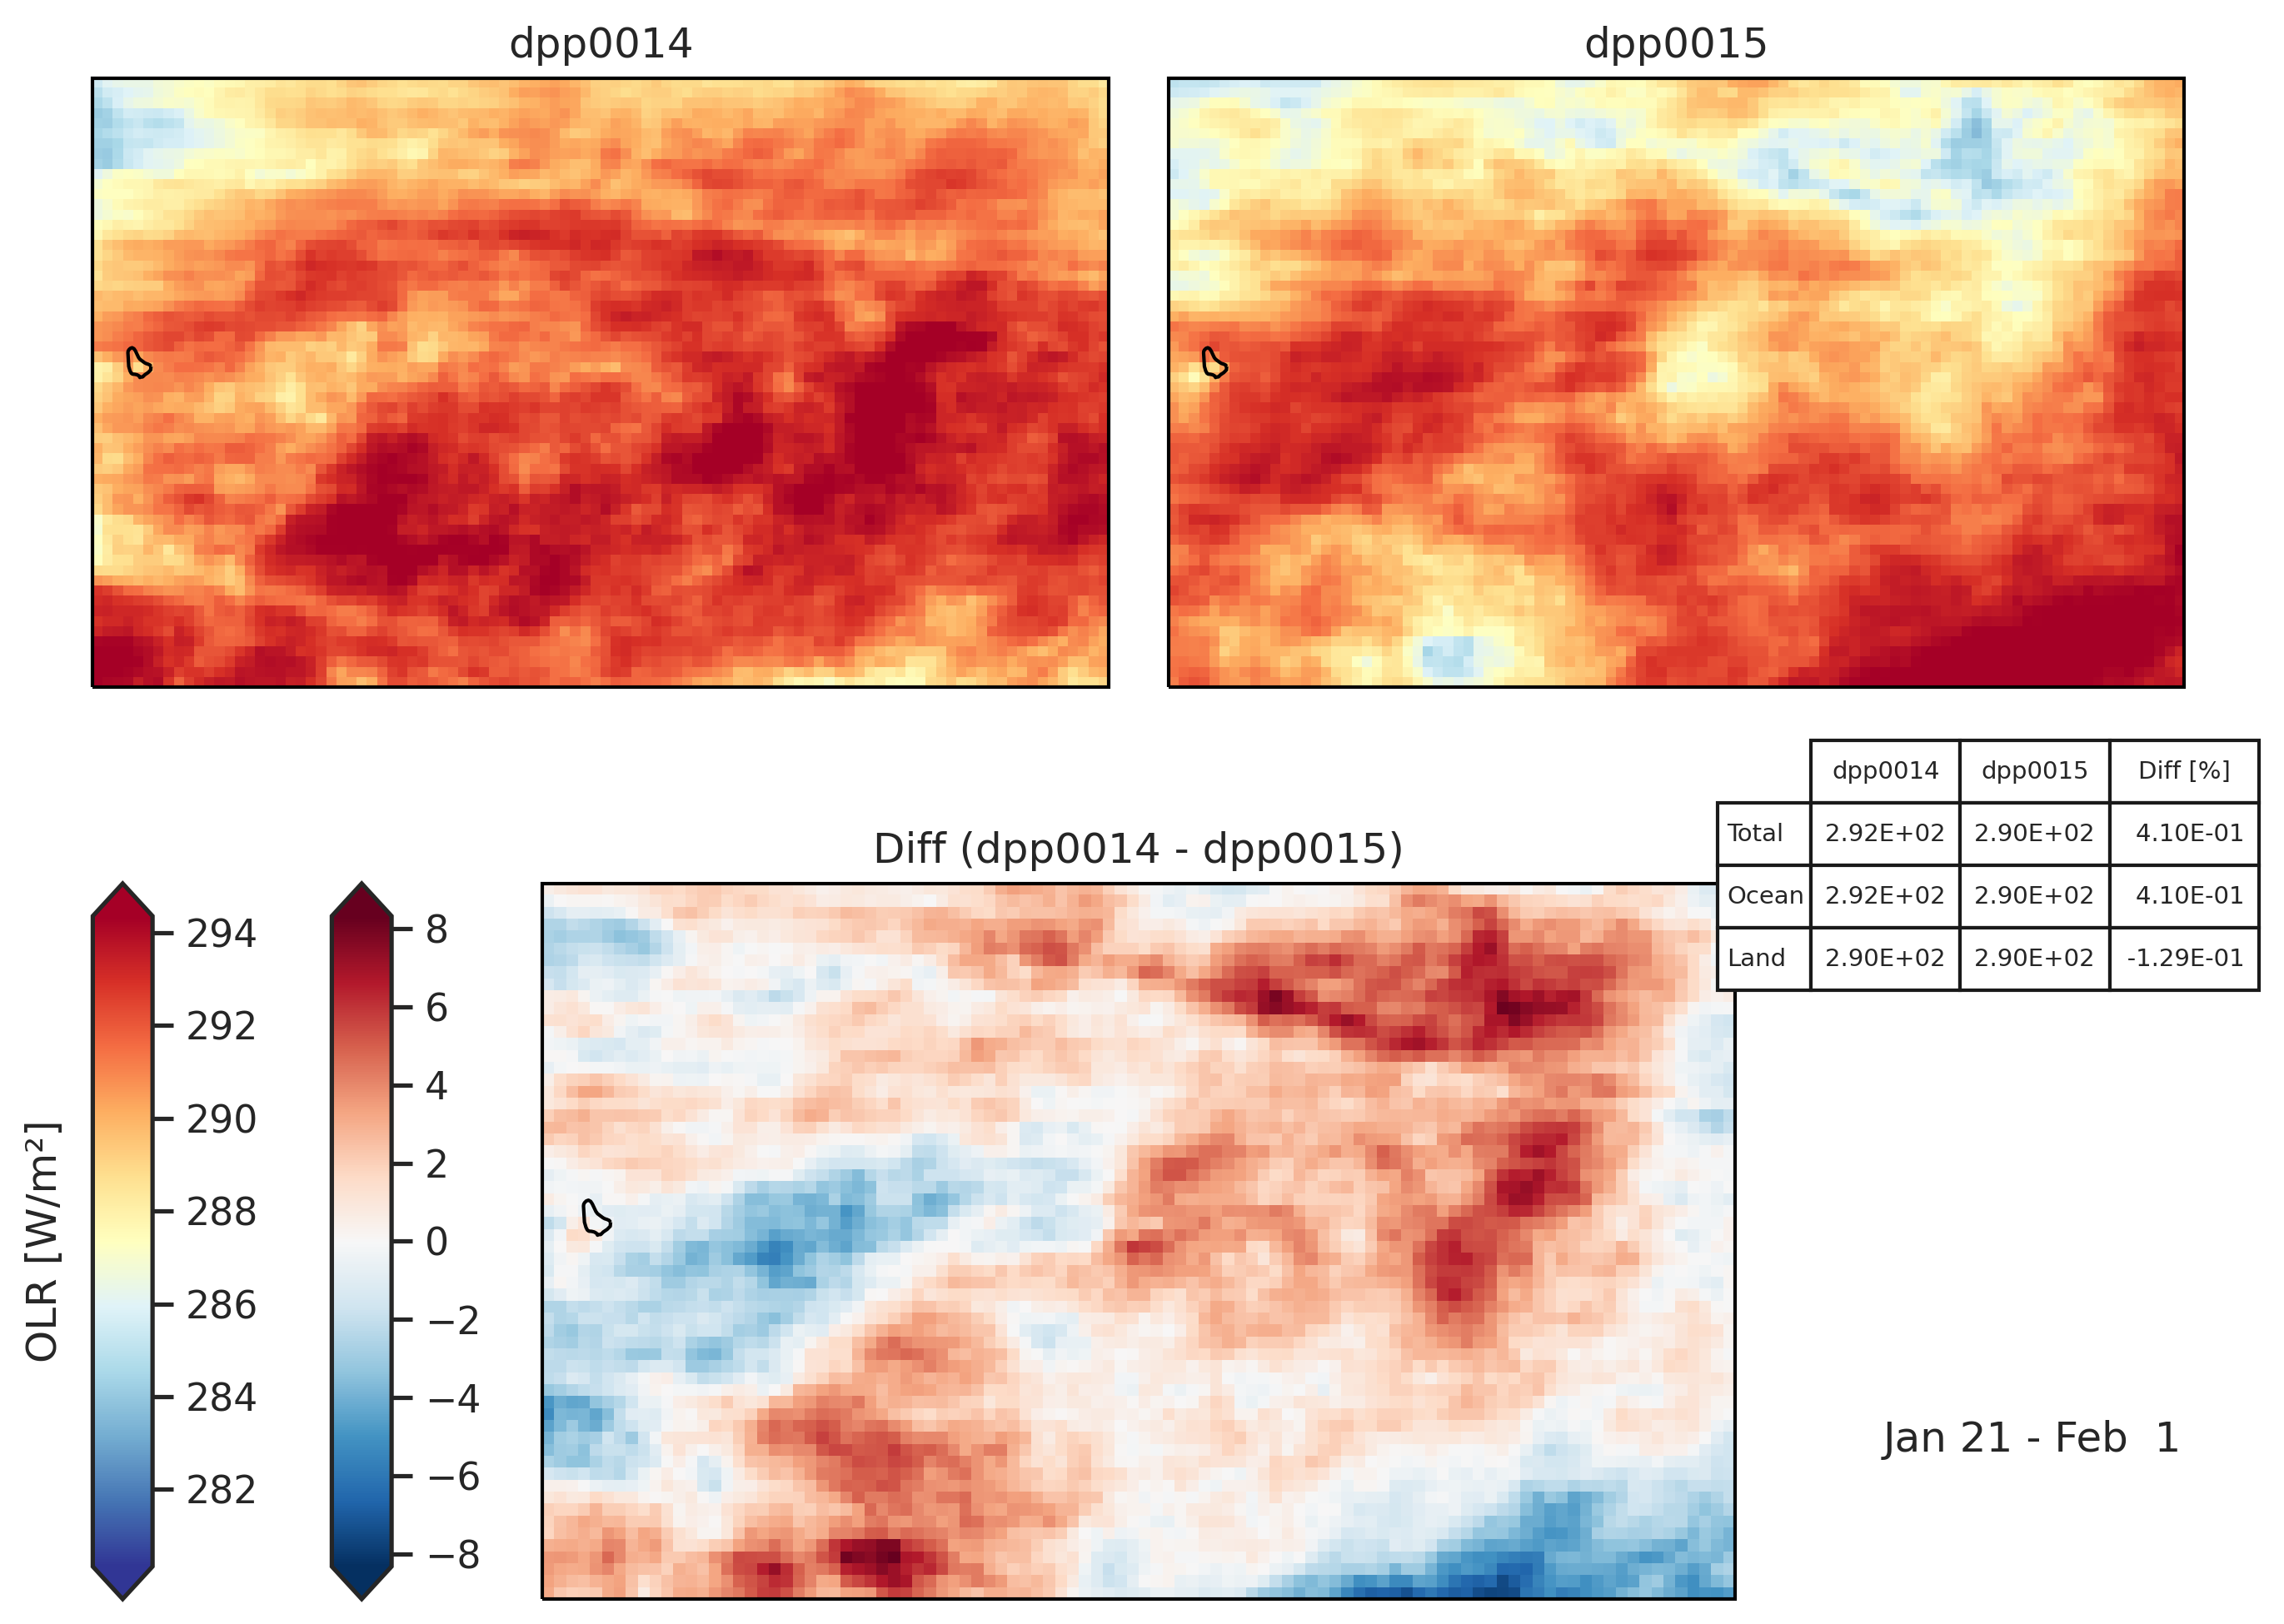 dpp0014
dpp0015
dpp0014 dpp0015 Diff [%]
Total 2.92E+02 2.90E+02 4.10E-01
Ocean 2.92E+02 2.90E+02 4.10E-01
Land 2.90E+02 2.90E+02 -1.29E-01
Diff (dpp0014 - dpp0015)
OLR [W/m²]
294
292
290
288
286
284
282
8
6
4
2
0
−2
−4
−6
−8
Jan 21 - Feb  1